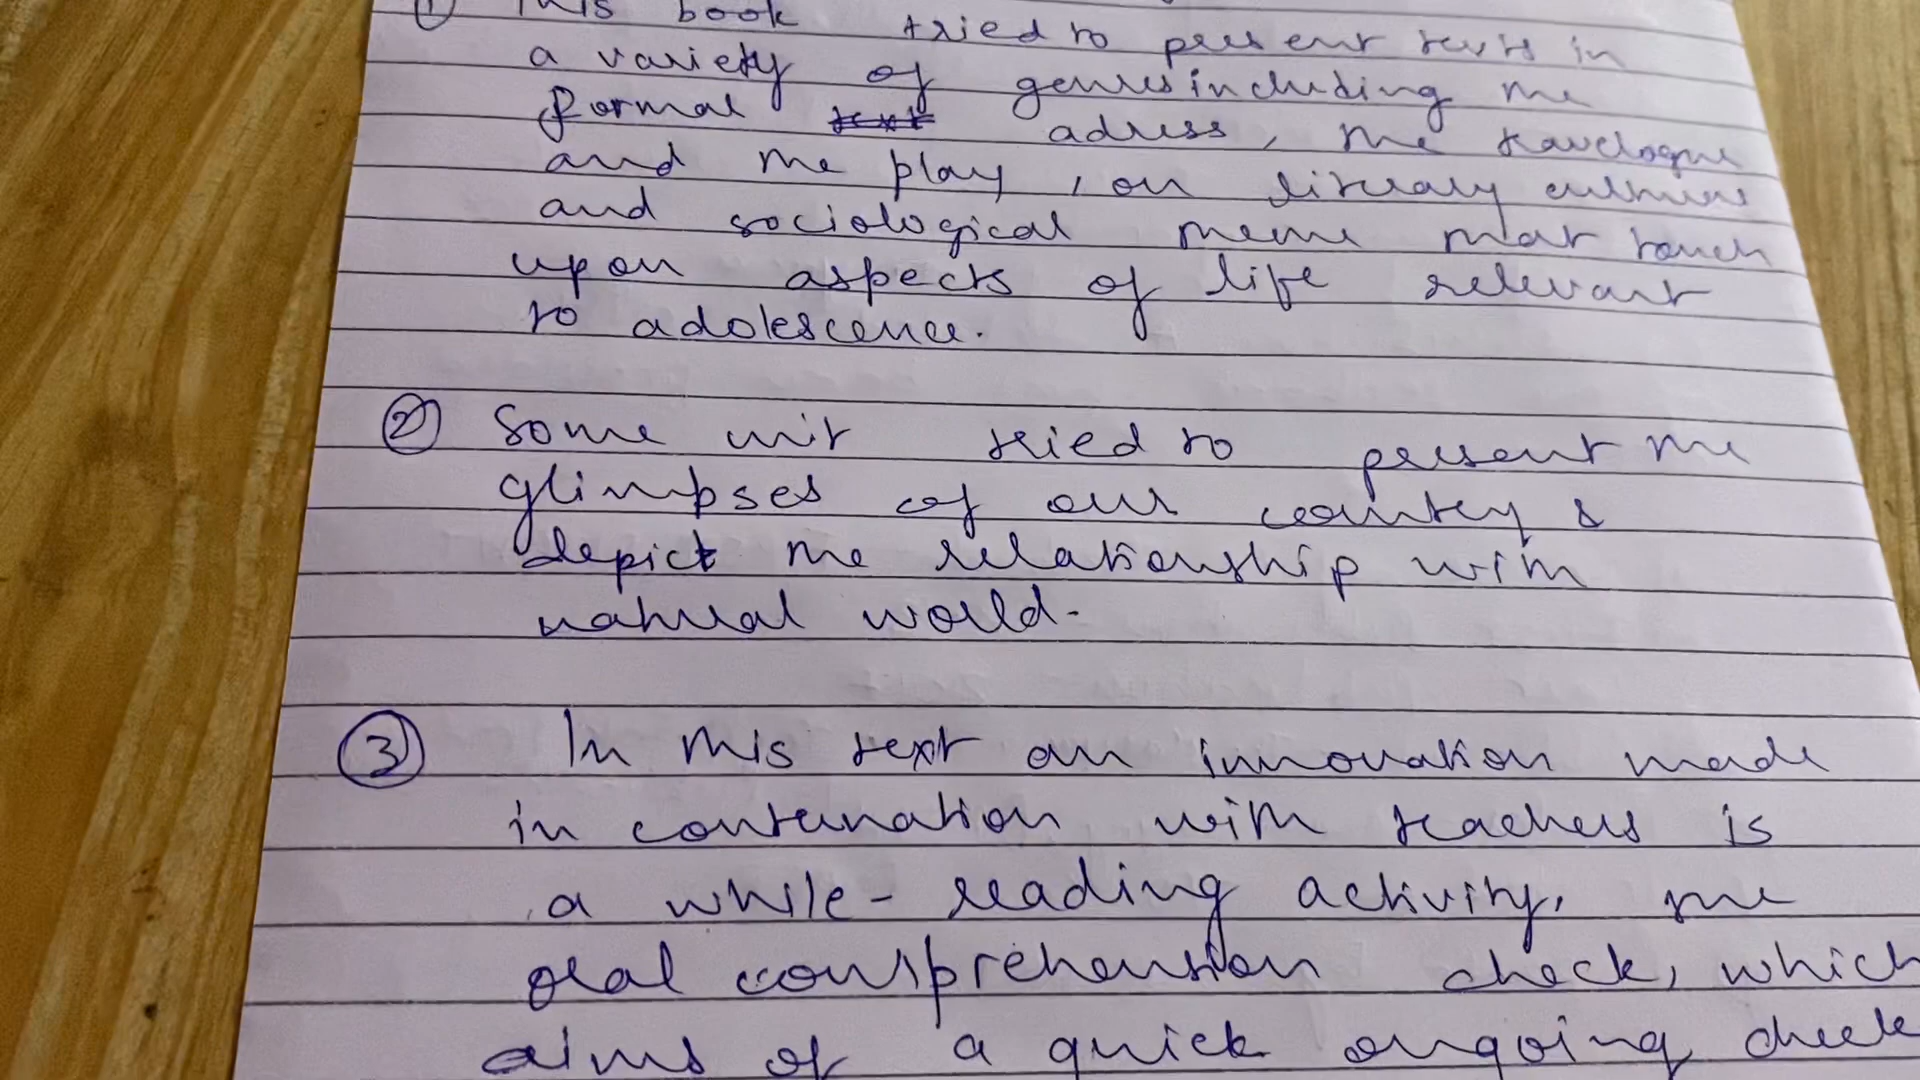 ① This book tried to present texts in
a variety of genres including the
formal adress, the travelogue
and the play, on literary cultural
and sociological theme that touch
upon aspects of life relevant
to adolescence.
② Some unit tried to present the
glimpses of our country &
depict the relationship with
natural world.
③ In this text an innovation made
in with teachers is
a while-reading activity, the
oral comprehension check, which
aims of a quick ongoing check